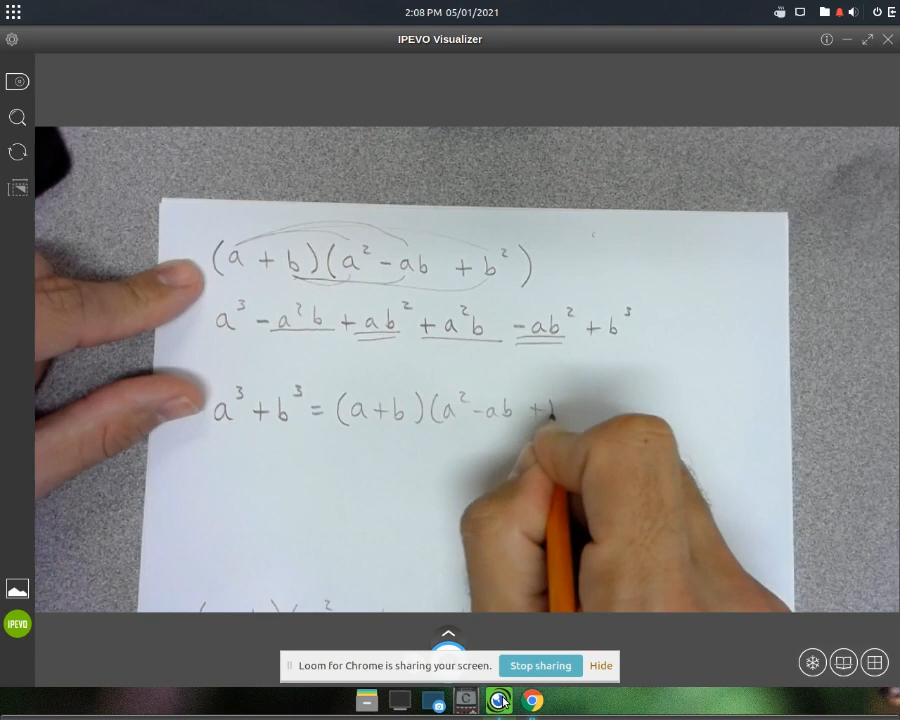 2:08 PM 05/01/2021
IPEVO Visualizer
(a + b)(a² - ab + b²)
a³ - a²b + ab² + a²b - ab² + b³
a³ + b³ = (a+b)(a² - ab +
IPEVO
Loom for Chrome is sharing your screen. Stop sharing Hide